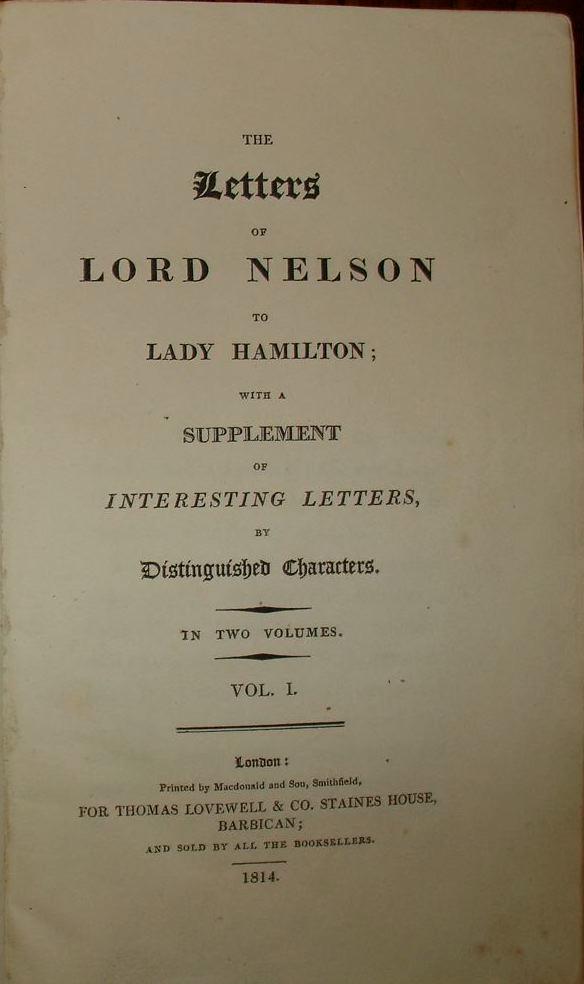 THE
Letters
OF
LORD NELSON
TO
LADY HAMILTON;
WITH A
SUPPLEMENT
OF
INTERESTING LETTERS,
BY
Distinguished Characters.
IN TWO VOLUMES.
VOL. I.
London:
Printed by Macdonald and Son, Smithfield,
FOR THOMAS LOVEWELL & CO. STAINES HOUSE,
BARBICAN;
AND SOLD BY ALL THE BOOKSELLERS.
1814.